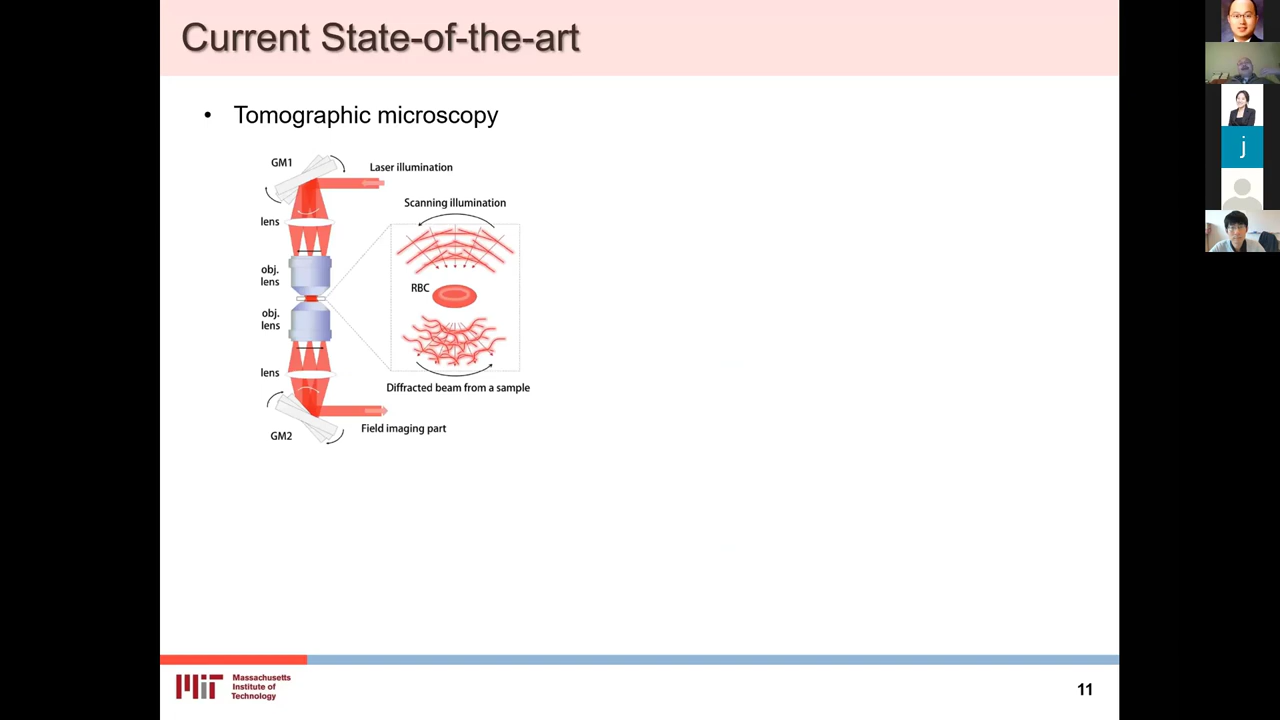 Current State-of-the-art
• Tomographic microscopy
GM1
Laser illumination
Scanning illumination
lens
obj.
lens
RBC
obj.
lens
lens
Diffracted beam from a sample
Field imaging part
GM2
MIT
Massachusetts
Institute of
Technology
11
j